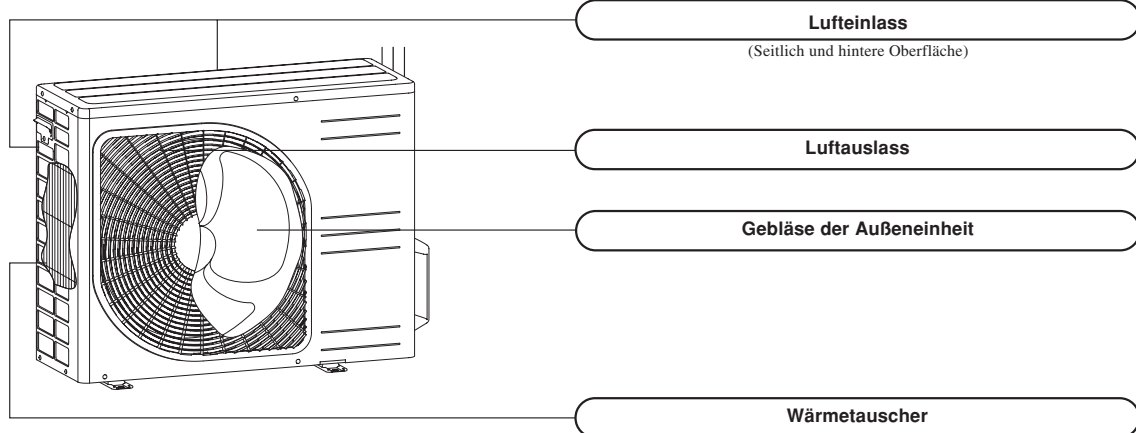 Lufteinlass
(Seitlich und hintere Oberfläche)
Luftauslass
Gebläse der Außeneinheit
Wärmetauscher